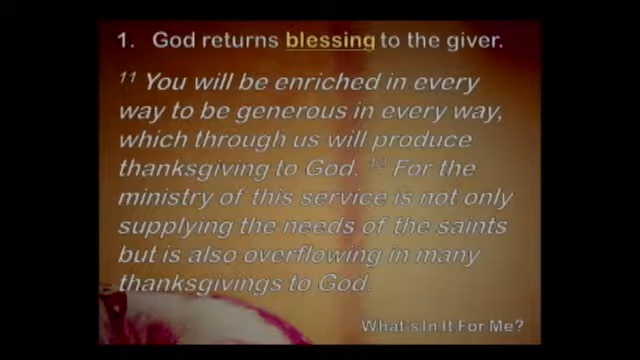 1. God returns blessing to the giver.
11 You will be enriched in every
way to be generous in every way,
which through us will produce
thanksgiving to God. 12 For the
ministry of this service is not only
supplying the needs of the saints
but is also overflowing in many
thanksgivings to God.
What's In It For Me?